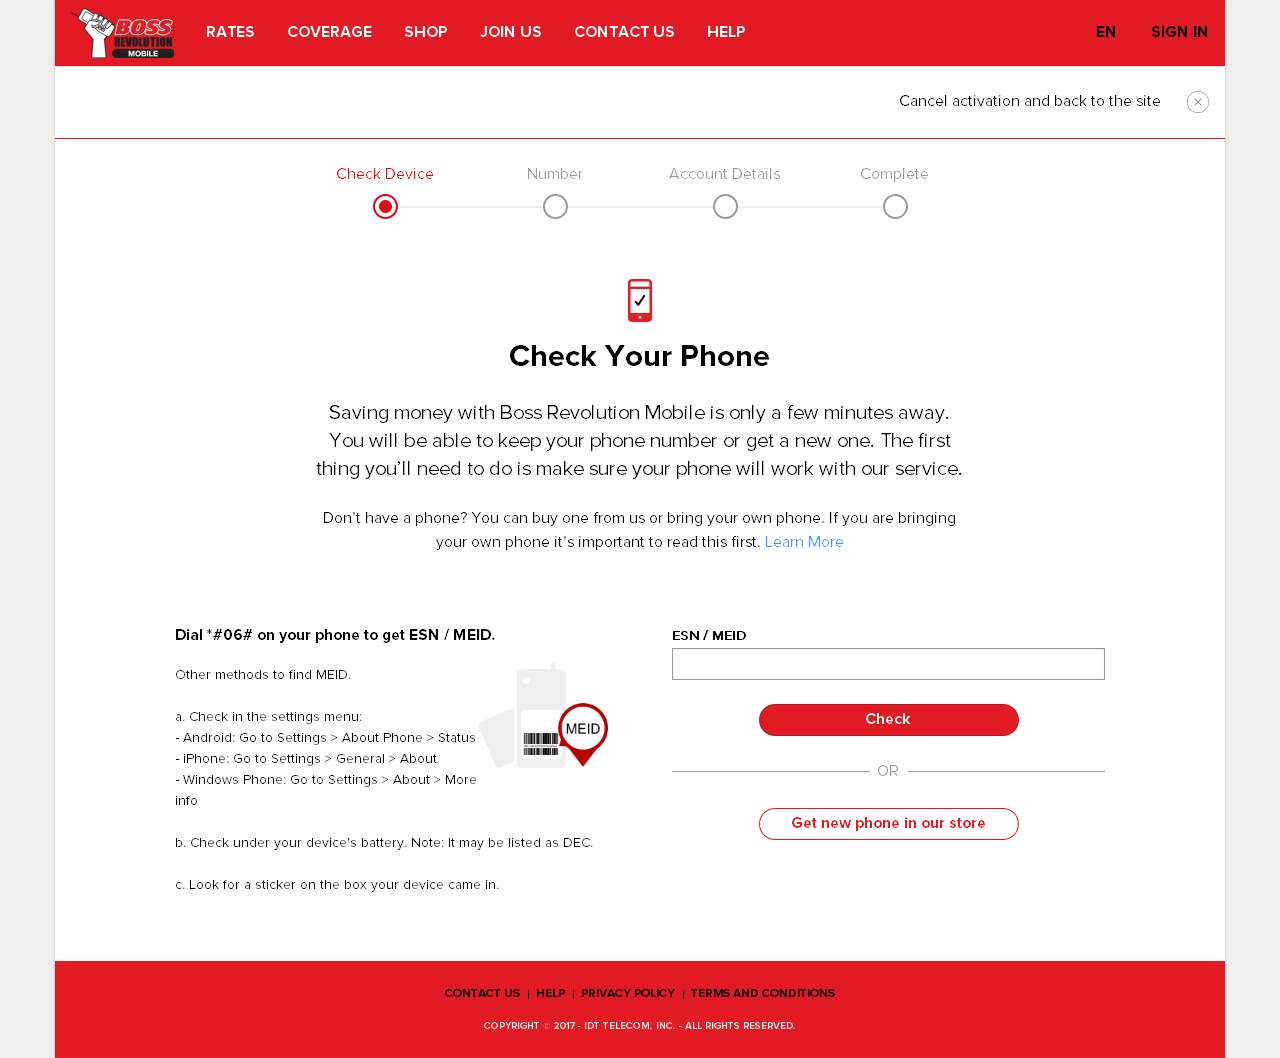 BOSS
REVOLUTION
MOBILE
RATES COVERAGE SHOP JOIN US CONTACT US HELP EN SIGN IN
Cancel activation and back to the site
Check Device Number Account Details Complete
Check Your Phone
Saving money with Boss Revolution Mobile is only a few minutes away.
You will be able to keep your phone number or get a new one. The first
thing you’ll need to do is make sure your phone will work with our service.
Don’t have a phone? You can buy one from us or bring your own phone. If you are bringing
your own phone it’s important to read this first. Learn More
Dial *#06# on your phone to get ESN / MEID.
Other methods to find MEID.
a. Check in the settings menu:
- Android: Go to Settings > About Phone > Status
- iPhone: Go to Settings > General > About
- Windows Phone: Go to Settings > About > More
info
b. Check under your device's battery. Note: It may be listed as DEC.
c. Look for a sticker on the box your device came in.
MEID
ESN / MEID
Check
OR
Get new phone in our store
CONTACT US | HELP | PRIVACY POLICY | TERMS AND CONDITIONS
COPYRIGHT © 2017 - IDT TELECOM, INC. - ALL RIGHTS RESERVED.